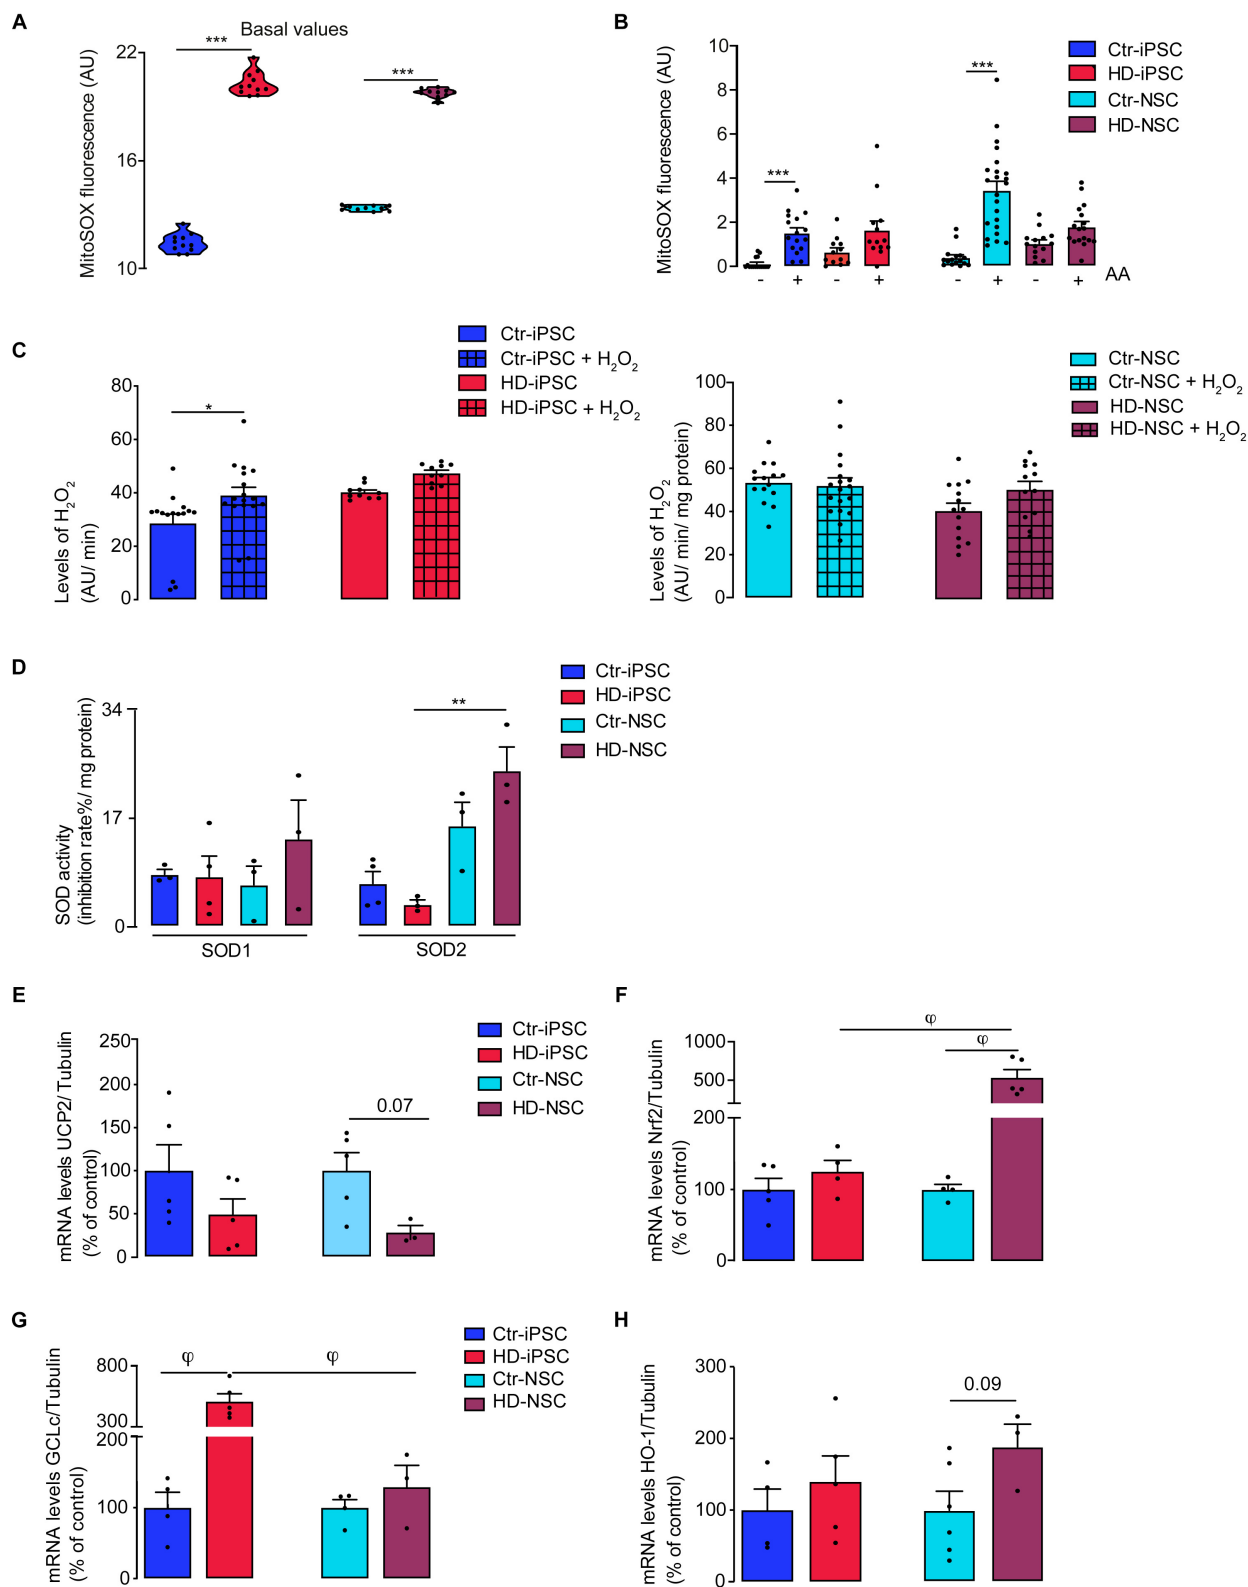 A
Basal values
MitoSOX fluorescence (AU)
22
16
10
***
***
B
MitoSOX fluorescence (AU)
10
8
6
4
2
0
***
***
- + - + - + - + AA
Ctr-iPSC
HD-iPSC
Ctr-NSC
HD-NSC
C
Levels of H₂O₂
(AU/ min)
80
60
40
20
0
*
Ctr-iPSC
Ctr-iPSC + H₂O₂
HD-iPSC
HD-iPSC + H₂O₂
Levels of H₂O₂
(AU/ min/ mg protein)
100
80
60
40
20
0
Ctr-NSC
Ctr-NSC + H₂O₂
HD-NSC
HD-NSC + H₂O₂
D
SOD activity
(inhibition rate%/ mg protein)
34
17
0
**
SOD1
SOD2
Ctr-iPSC
HD-iPSC
Ctr-NSC
HD-NSC
E
mRNA levels UCP2/ Tubulin
(% of control)
250
200
150
100
50
0
0.07
Ctr-iPSC
HD-iPSC
Ctr-NSC
HD-NSC
F
mRNA levels Nrf2/Tubulin
(% of control)
1000
500
200
100
0
φ
φ
G
mRNA levels GCLc/Tubulin
(% of control)
800
300
200
100
0
φ
φ
Ctr-iPSC
HD-iPSC
Ctr-NSC
HD-NSC
H
mRNA levels HO-1/Tubulin
(% of control)
300
200
100
0
0.09